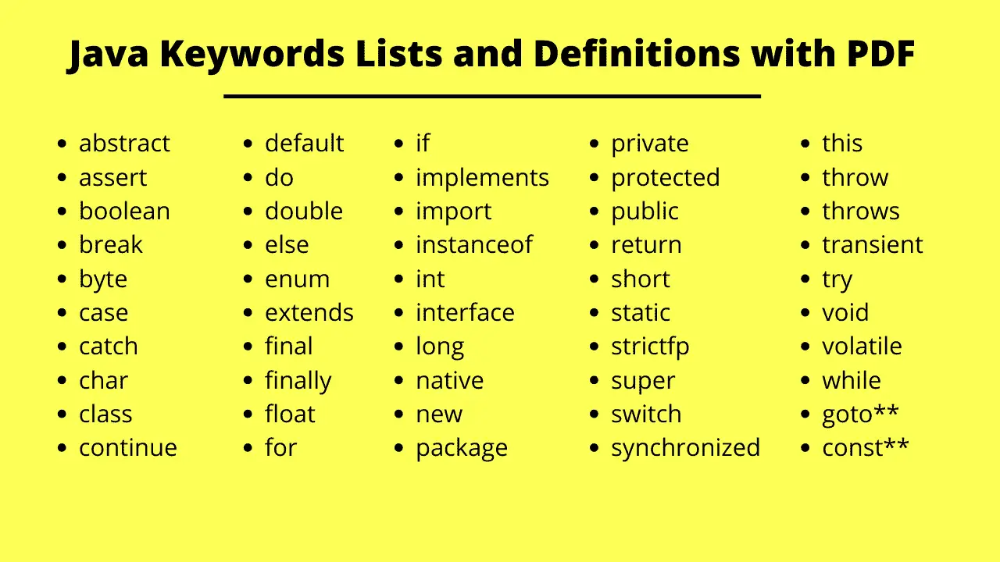 Java Keywords Lists and Definitions with PDF
• abstract
• assert
• boolean
• break
• byte
• case
• catch
• char
• class
• continue
• default
• do
• double
• else
• enum
• extends
• final
• finally
• float
• for
• if
• implements
• import
• instanceof
• int
• interface
• long
• native
• new
• package
• private
• protected
• public
• return
• short
• static
• strictfp
• super
• switch
• synchronized
• this
• throw
• throws
• transient
• try
• void
• volatile
• while
• goto**
• const**